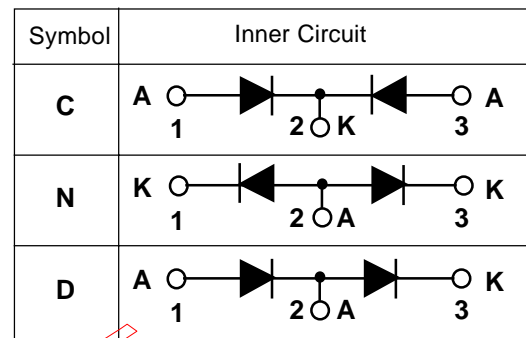 Symbol Inner Circuit
C A K A
1 2 3
N K A K
1 2 3
D A A K
1 2 3